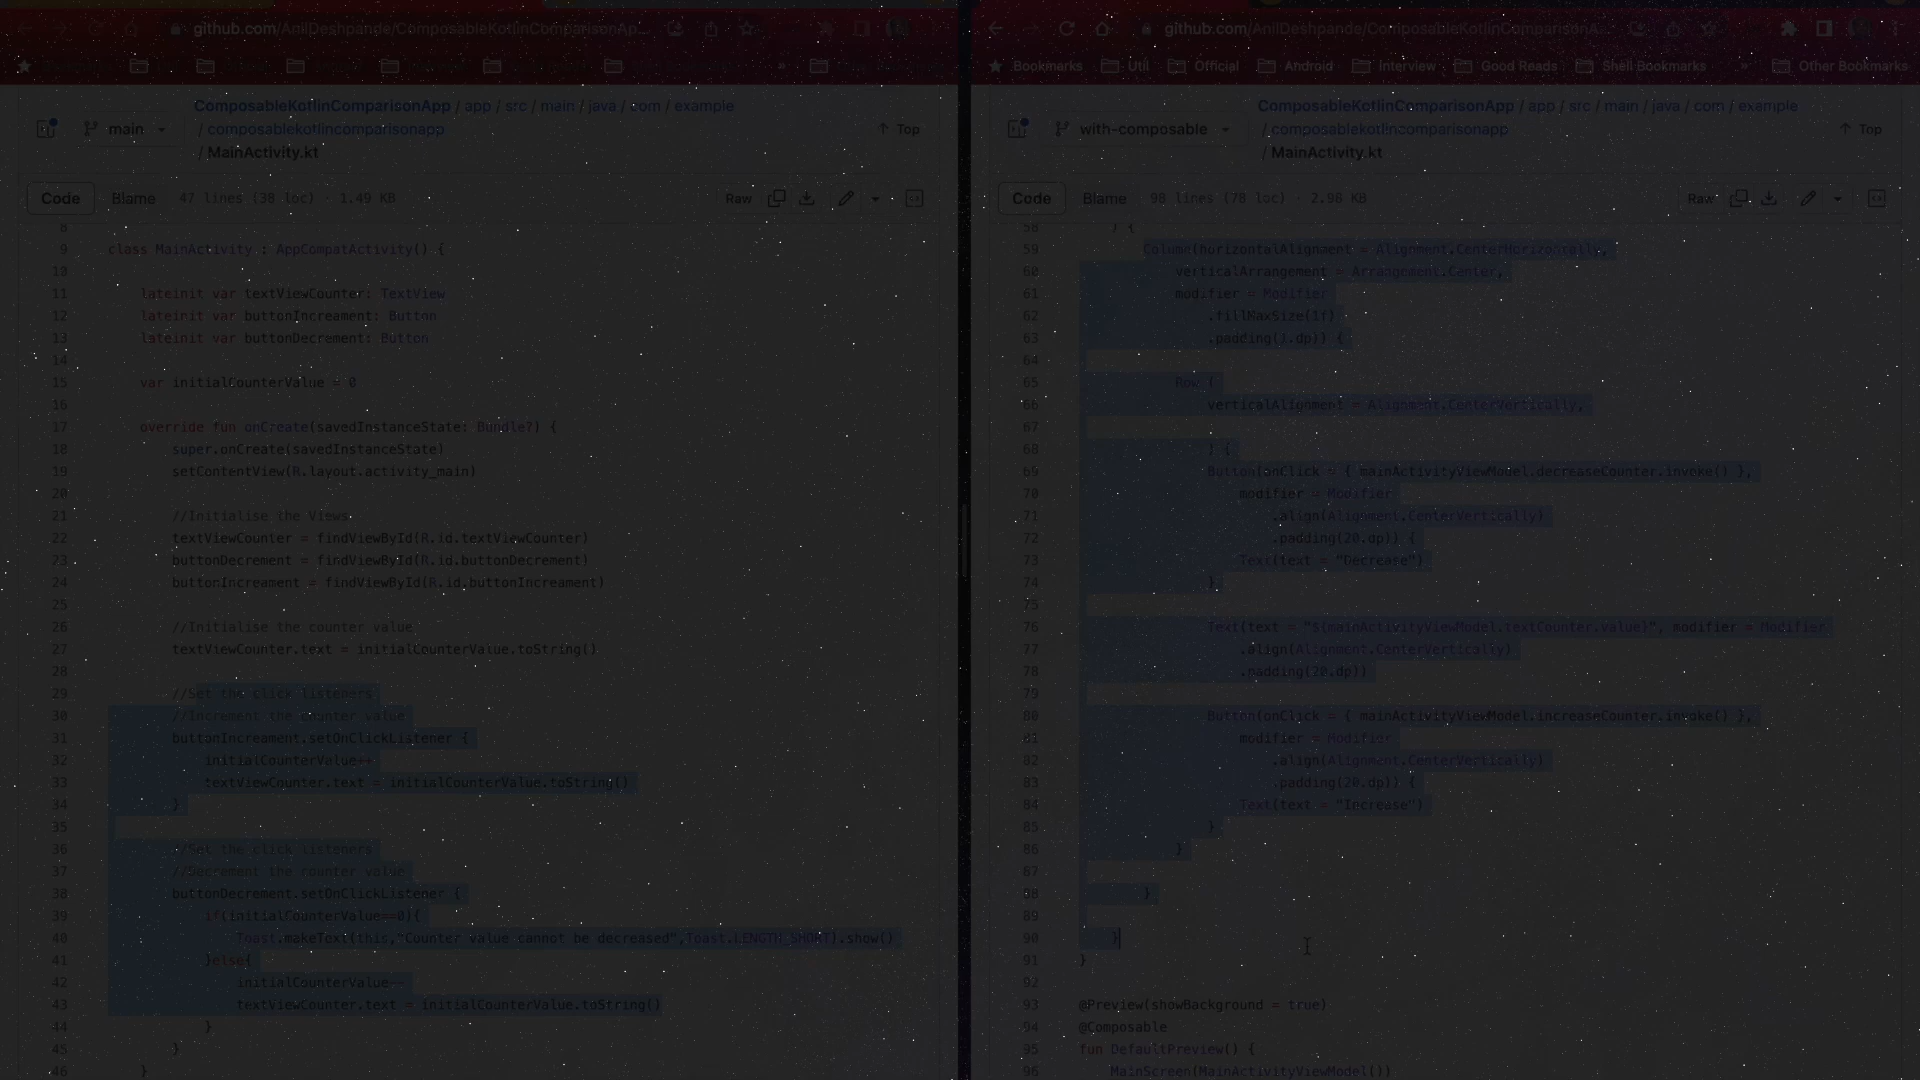 github.com/AnilDeshpande/ComposableKotlinComparisonAp...
ComposableKotlinComparisonApp / app / src / main / java / com / example
/ composablekotlincomparisonapp
/ MainActivity.kt
main
Top
Code
Blame
47 lines (38 loc) · 1.49 KB
Raw
8
9 class MainActivity : AppCompatActivity() {
10
11 lateinit var textViewCounter: TextView
12 lateinit var buttonIncreament: Button
13 lateinit var buttonDecrement: Button
14
15 var initialCounterValue = 0
16
17 override fun onCreate(savedInstanceState: Bundle?) {
18 super.onCreate(savedInstanceState)
19 setContentView(R.layout.activity_main)
20
21 //Initialise the Views
22 textViewCounter = findViewById(R.id.textViewCounter)
23 buttonDecrement = findViewById(R.id.buttonDecrement)
24 buttonIncreament = findViewById(R.id.buttonIncreament)
25
26 //Initialise the counter value
27 textViewCounter.text = initialCounterValue.toString()
28
29 //Set the click listeners
30 //Increment the counter value
31 buttonIncreament.setOnClickListener {
32 initialCounterValue++
33 textViewCounter.text = initialCounterValue.toString()
34 }
35
36 //Set the click listeners
37 //Decrement the counter value
38 buttonDecrement.setOnClickListener {
39 if(initialCounterValue==0){
40 Toast.makeText(this,"Counter value cannot be decreased",Toast.LENGTH_SHORT).show()
41 }else{
42 initialCounterValue--
43 textViewCounter.text = initialCounterValue.toString()
44 }
45 }
46 }
github.com/AnilDeshpande/ComposableKotlinComparisonA...
Bookmarks
Util
Official
Android
Interview
Good Reads
Shell Bookmarks
»
Other Bookmarks
ComposableKotlinComparisonApp / app / src / main / java / com / example
/ composablekotlincomparisonapp
/ MainActivity.kt
with-composable
Top
Code
Blame
98 lines (78 loc) · 2.98 KB
Raw
58 ) {
59 Column(horizontalAlignment = Alignment.CenterHorizontally,
60 verticalArrangement = Arrangement.Center,
61 modifier = Modifier
62 .fillMaxSize(1f)
63 .padding(1.dp)) {
64
65 Row (
66 verticalAlignment = Alignment.CenterVertically,
67
68 ) {
69 Button(onClick = { mainActivityViewModel.decreaseCounter.invoke() },
70 modifier = Modifier
71 .align(Alignment.CenterVertically)
72 .padding(20.dp)) {
73 Text(text = "Decrease")
74 }
75
76 Text(text = "${mainActivityViewModel.textCounter.value}", modifier = Modifier
77 .align(Alignment.CenterVertically)
78 .padding(20.dp))
79
80 Button(onClick = { mainActivityViewModel.increaseCounter.invoke() },
81 modifier = Modifier
82 .align(Alignment.CenterVertically)
83 .padding(20.dp)) {
84 Text(text = "Increase")
85 }
86 }
87
88 }
89
90 }
91 }
92
93 @Preview(showBackground = true)
94 @Composable
95 fun DefaultPreview() {
96 MainScreen(MainActivityViewModel())